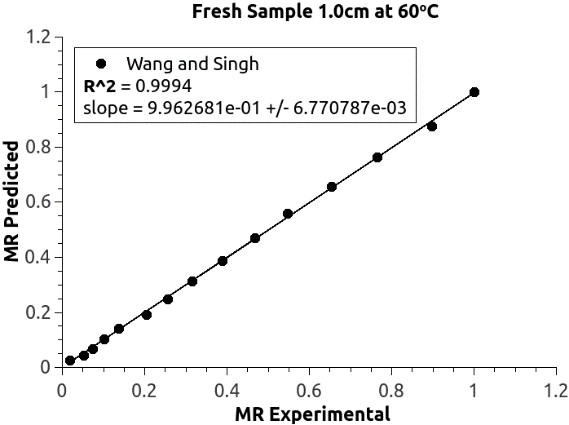 Fresh Sample 1.0cm at 60ºC
1.2
Wang and Singh
R^2 = 0.9994
slope = 9.962681e-01 +/- 6.770787e-03
1
0.8
0.6
0.4
0.2
0
MR Predicted
0
0.2
0.4
0.6
0.8
1
1.2
MR Experimental